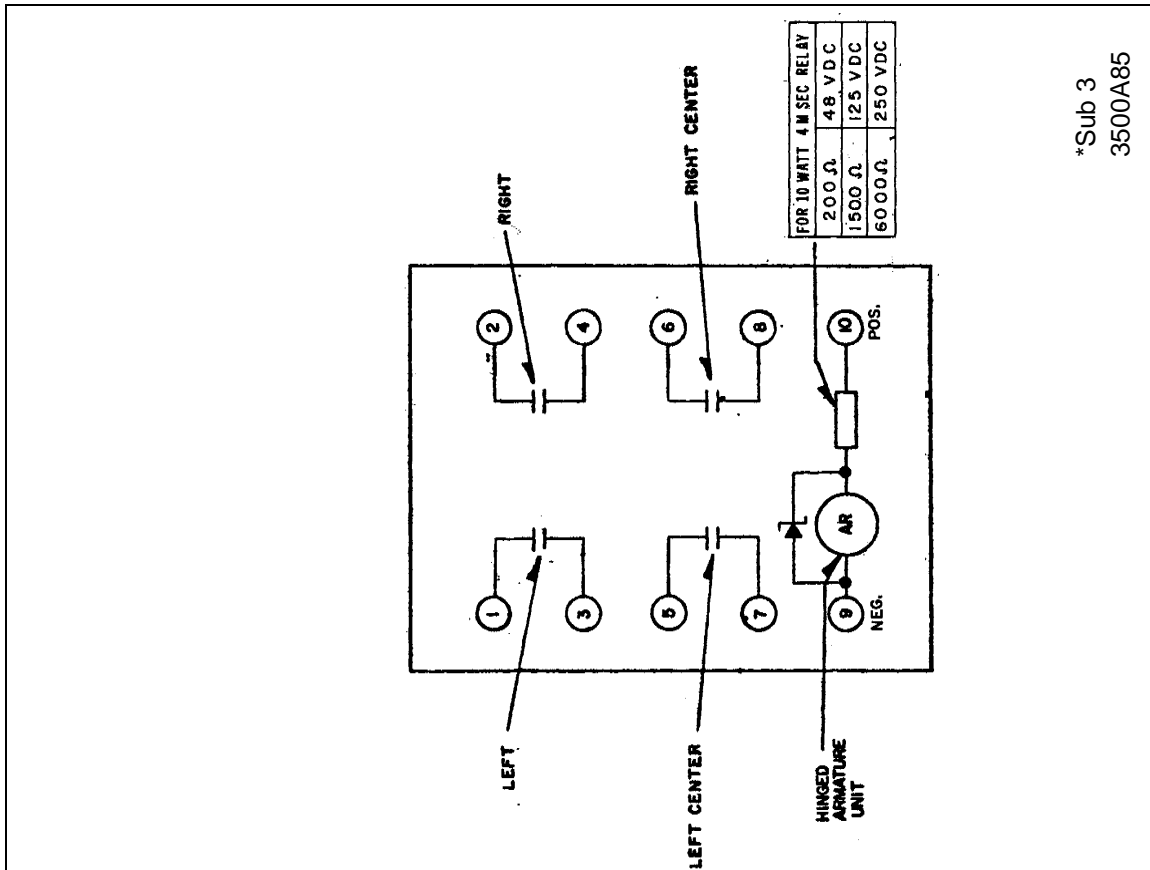 1
2
LEFT
RIGHT
3
4
5
6
LEFT CENTER
RIGHT CENTER
7
8
HINGED
ARMATURE
UNIT
9
AR
10
NEG.
POS.
FOR 10 WATT 4 M SEC RELAY
200 Ω 48 VDC
1500 Ω 125 VDC
6000 Ω 250 VDC
*Sub 3
3500A85